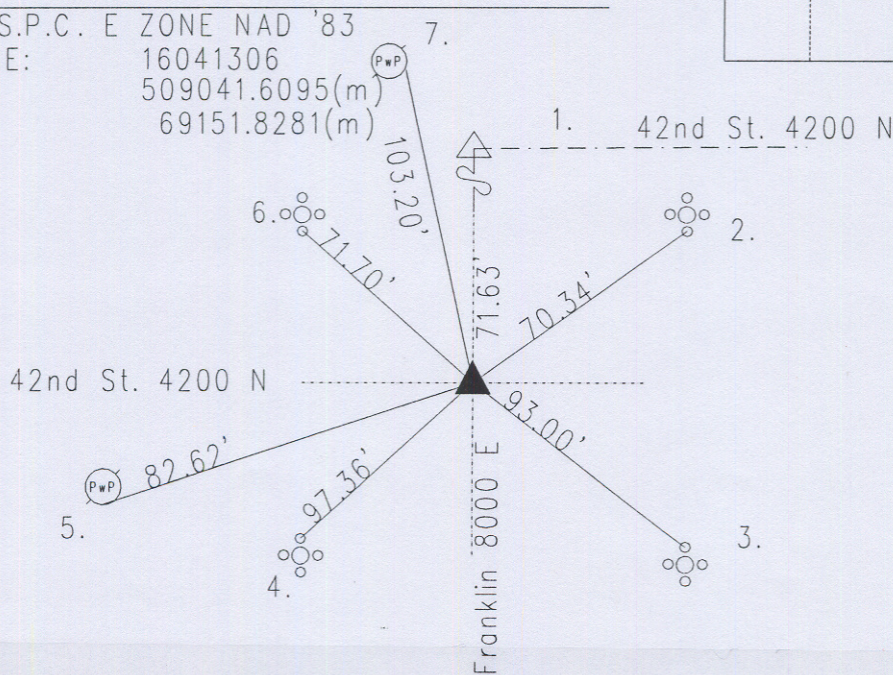 S.P.C. E ZONE NAD '83
E: 16041306
509041.6095(m)
69151.8281(m)
7.
PwP
103.20'
1.
42nd St. 4200 N
6.
71.70'
71.63'
70.34'
2.
42nd St. 4200 N
93.00'
82.62'
PwP
5.
97.36'
4.
Franklin 8000 E
3.